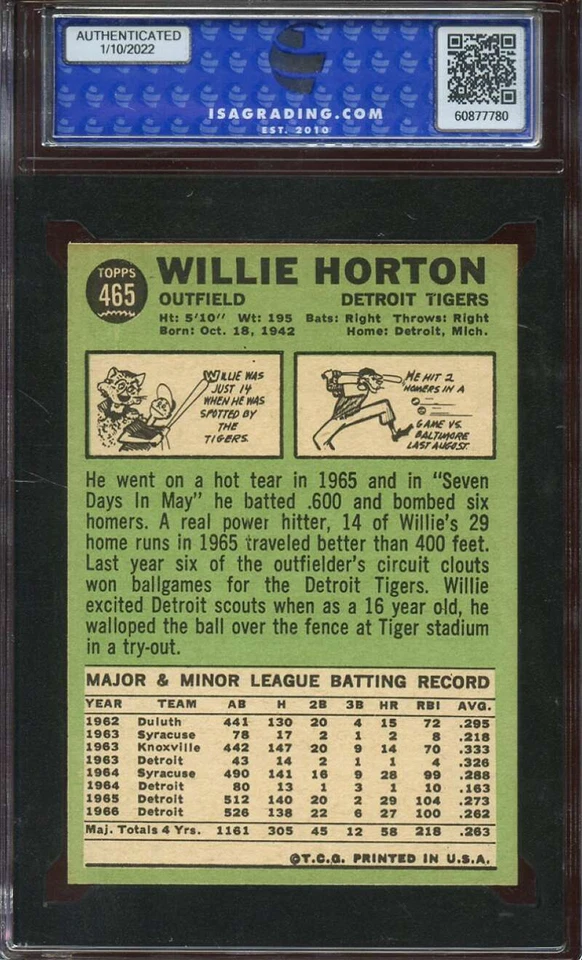 AUTHENTICATED
1/10/2022
ISAGRADING.COM
EST. 2010
60877780
TOPPS
465
WILLIE HORTON
OUTFIELD DETROIT TIGERS
Ht: 5'10" Wt: 195 Bats: Right Throws: Right
Born: Oct. 18, 1942 Home: Detroit, Mich.
WILLIE WAS
JUST 14
WHEN HE WAS
SPOTTED BY
THE
TIGERS.
HE HIT 2
HOMERS IN A
GAME VS.
BALTIMORE
LAST AUGUST.
He went on a hot tear in 1965 and in "Seven
Days In May" he batted .600 and bombed six
homers. A real power hitter, 14 of Willie's 29
home runs in 1965 traveled better than 400 feet.
Last year six of the outfielder's circuit clouts
won ballgames for the Detroit Tigers. Willie
excited Detroit scouts when as a 16 year old, he
walloped the ball over the fence at Tiger stadium
in a try-out.
MAJOR & MINOR LEAGUE BATTING RECORD
YEAR TEAM AB H 2B 3B HR RBI AVG.
1962 Duluth 441 130 20 4 15 72 .295
1963 Syracuse 78 17 2 1 2 8 .218
1963 Knoxville 442 147 20 9 14 70 .333
1963 Detroit 43 14 2 1 1 4 .326
1964 Syracuse 490 141 16 9 28 99 .288
1964 Detroit 80 13 1 3 1 10 .163
1965 Detroit 512 140 20 2 29 104 .273
1966 Detroit 526 138 22 6 27 100 .262
Maj. Totals 4 Yrs. 1161 305 45 12 58 218 .263
©T.C.G. PRINTED IN U.S.A.